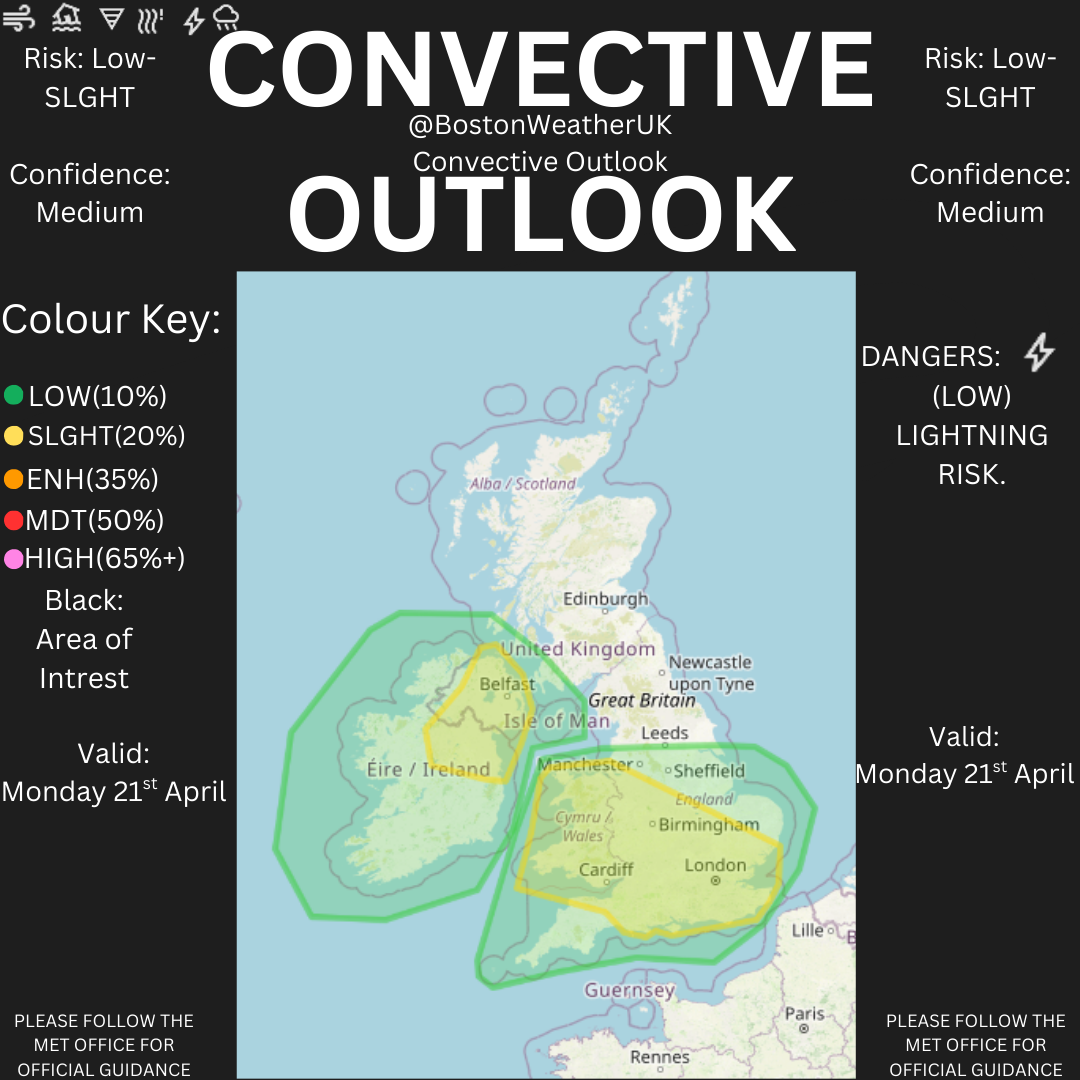 CONVECTIVE
@BostonWeatherUK
Convective Outlook
OUTLOOK
Risk: Low-
SLGHT
Confidence:
Medium
Risk: Low-
SLGHT
Confidence:
Medium
Colour Key:
LOW(10%)
SLGHT(20%)
ENH(35%)
MDT(50%)
HIGH(65%+)
Black:
Area of
Intrest
Valid:
Monday 21st April
PLEASE FOLLOW THE
MET OFFICE FOR
OFFICIAL GUIDANCE
Alba / Scotland
Edinburgh
United Kingdom
Newcastle
upon Tyne
Belfast
Great Britain
Isle of Man
Leeds
Manchester
Éire / Ireland
Sheffield
England
Cymru /
Wales
Birmingham
Cardiff
London
Lille
B
Guernsey
Paris
Rennes
DANGERS:
(LOW)
LIGHTNING
RISK.
Valid:
Monday 21st April
PLEASE FOLLOW THE
MET OFFICE FOR
OFFICIAL GUIDANCE